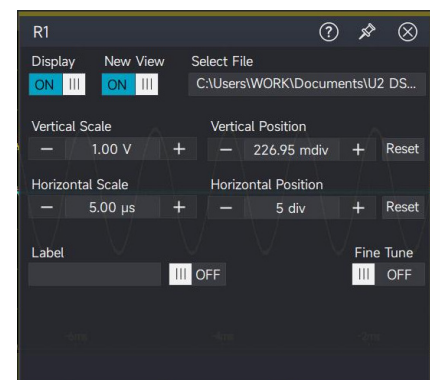 R1
Display New View Select File
ON ON C:\Users\WORK\Documents\U2 DS...
Vertical Scale Vertical Position
− 1.00 V + − 226.95 mdiv + Reset
Horizontal Scale Horizontal Position
− 5.00 µs + − 5 div + Reset
Label Fine Tune
OFF OFF